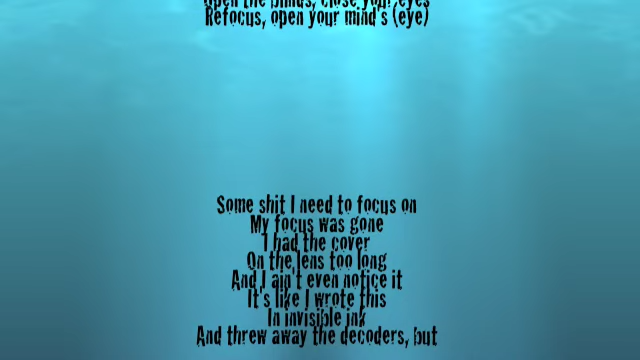 Open the blinds, close your eyes
Refocus, open your mind's (eye)
Some shit I need to focus on
My focus was gone
I had the cover
On the lens too long
And I ain't even notice it
It's like I wrote this
In invisible ink
And threw away the decoders, but